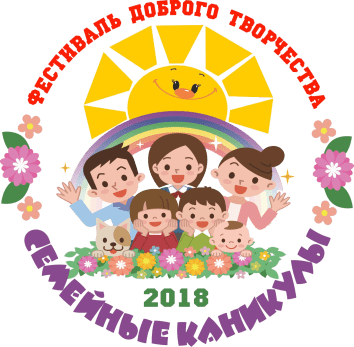 ФЕСТИВАЛЬ ДОБРОГО ТВОРЧЕСТВА
2018
СЕМЕЙНЫЕ КАНИКУЛЫ